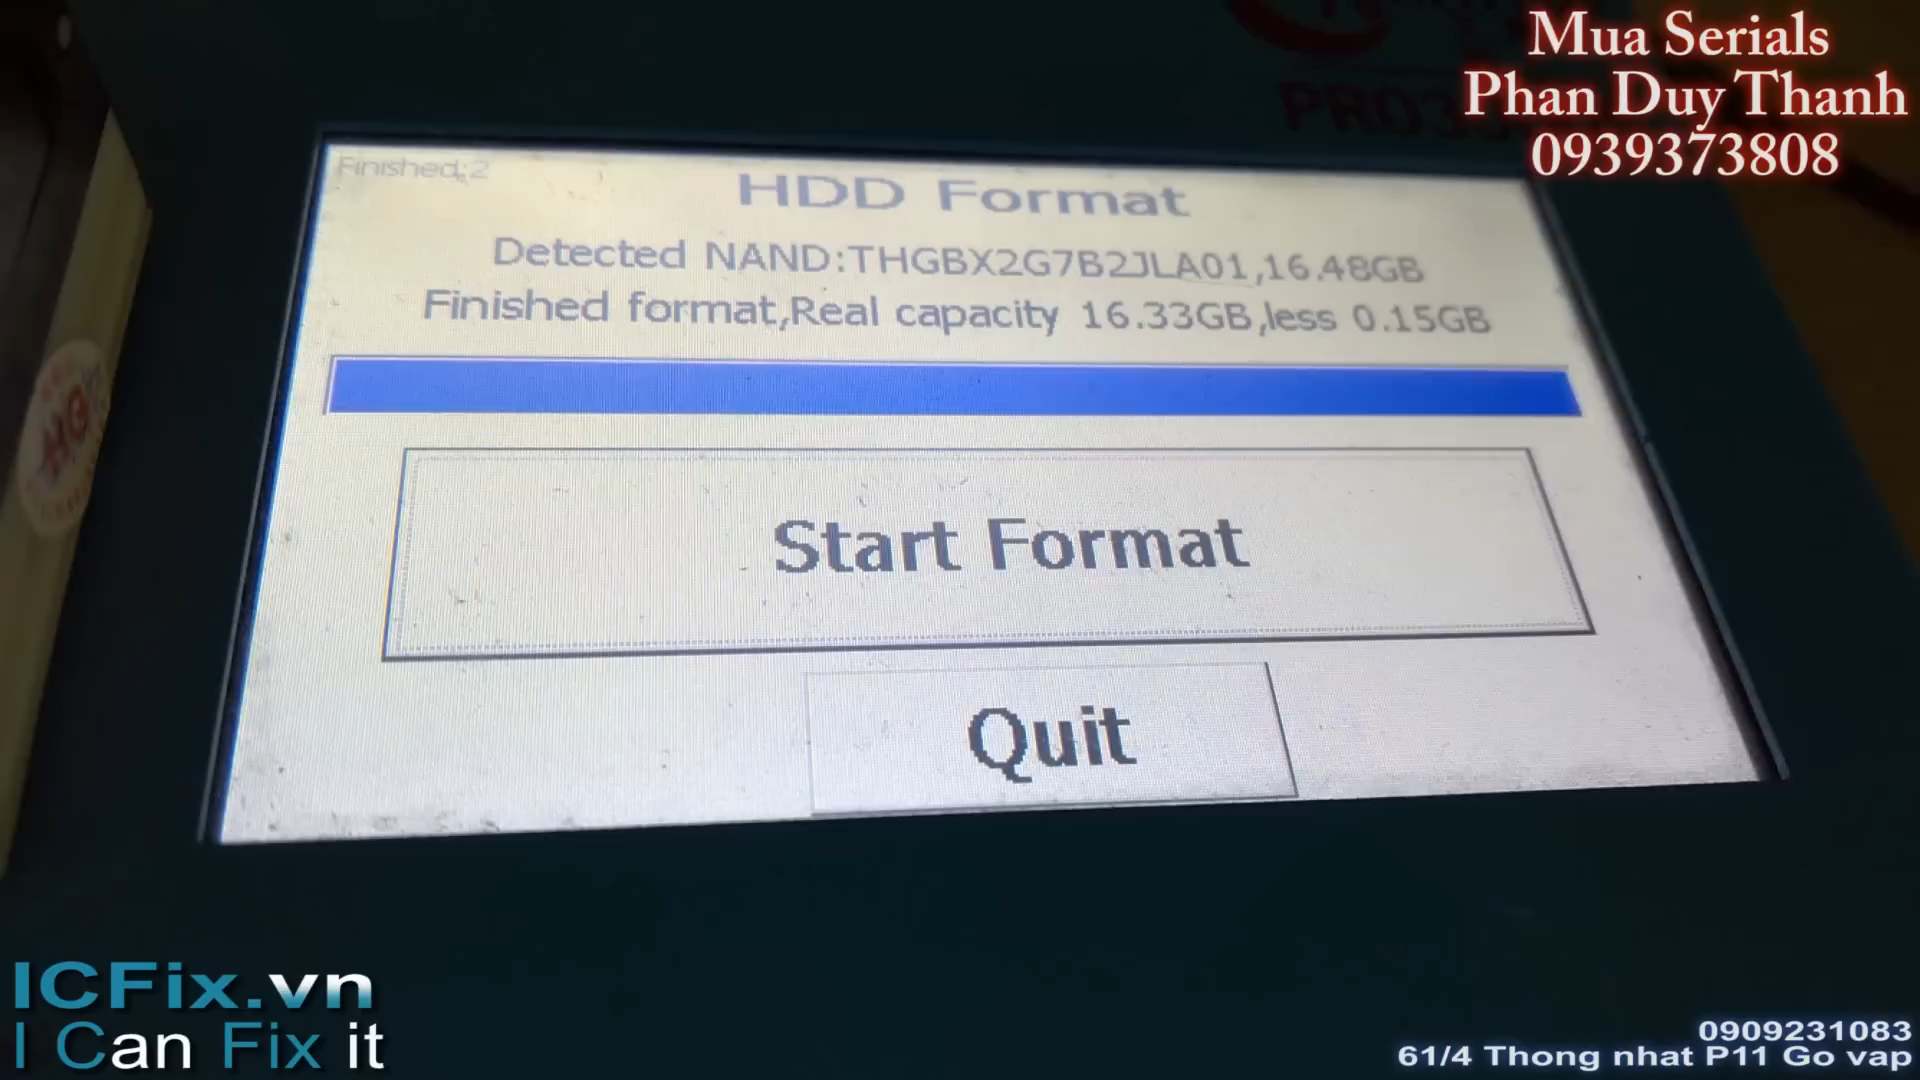 Mua Serials
Phan Duy Thanh
0939373808
Finished:2
HDD Format
Detected NAND:THGBX2G7B2JLA01,16.48GB
Finished format,Real capacity 16.33GB,less 0.15GB
Start Format
Quit
ICFix.vn
I Can Fix it
0909231083
61/4 Thong nhat P11 Go vap